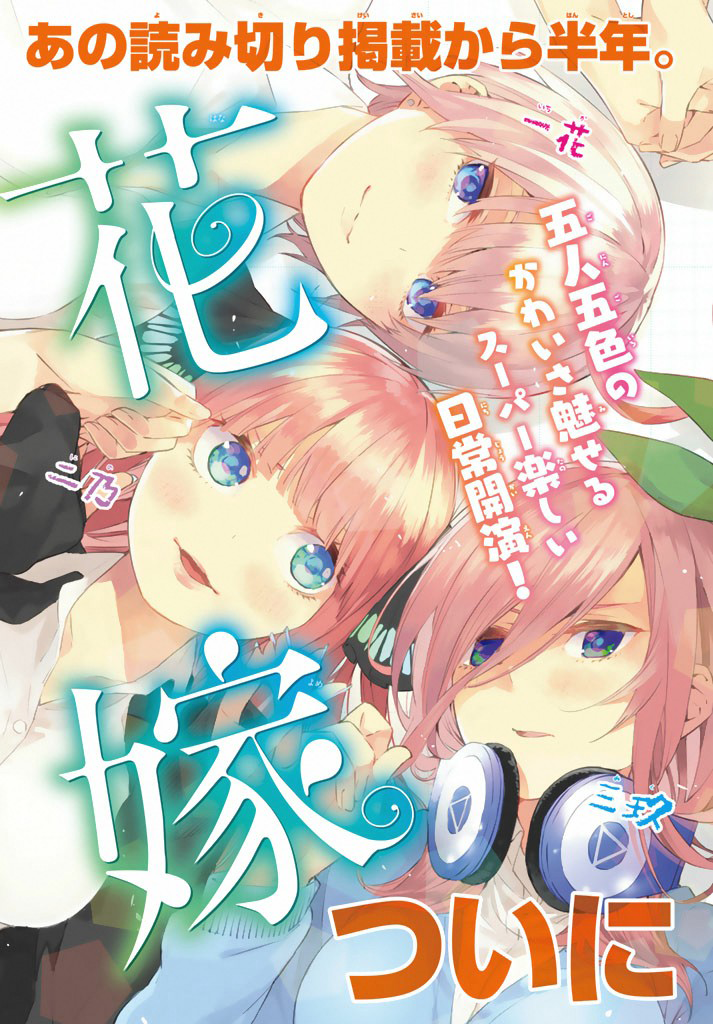 あの読み切り掲載から半年。
一花
五人五色の
かわいさ魅せる
スーパー楽しい
日常開演！
花嫁
二乃
三玖
ついに